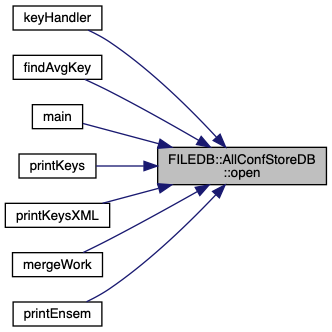 keyHandler
findAvgKey
main
printKeys
printKeysXML
mergeWork
printEnsem
FILEDB::AllConfStoreDB
::open